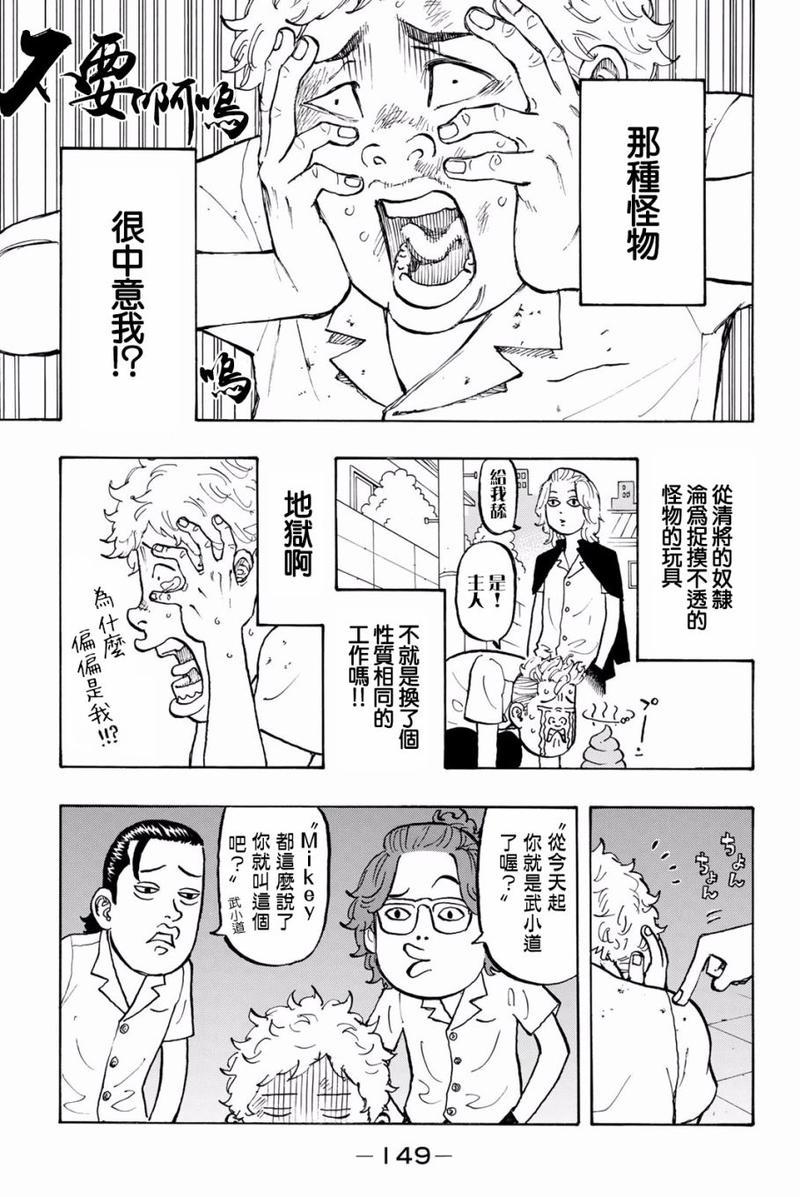 那種怪物
不要啊嗚
很中意我!?
嗚
從清將的奴隸
淪為捉摸不透的
怪物的玩具
給我舔
是！
主人
プ～ン
不就是換了個
性質相同的
工作嗎!!
地獄啊
為什麼
偏偏是我!!?
ちょん
ちょん
〝從今天起
你就是武小道
了喔？〞
〝Mikey
都這麼說了
你就叫這個
吧？〞
武小道
—149—